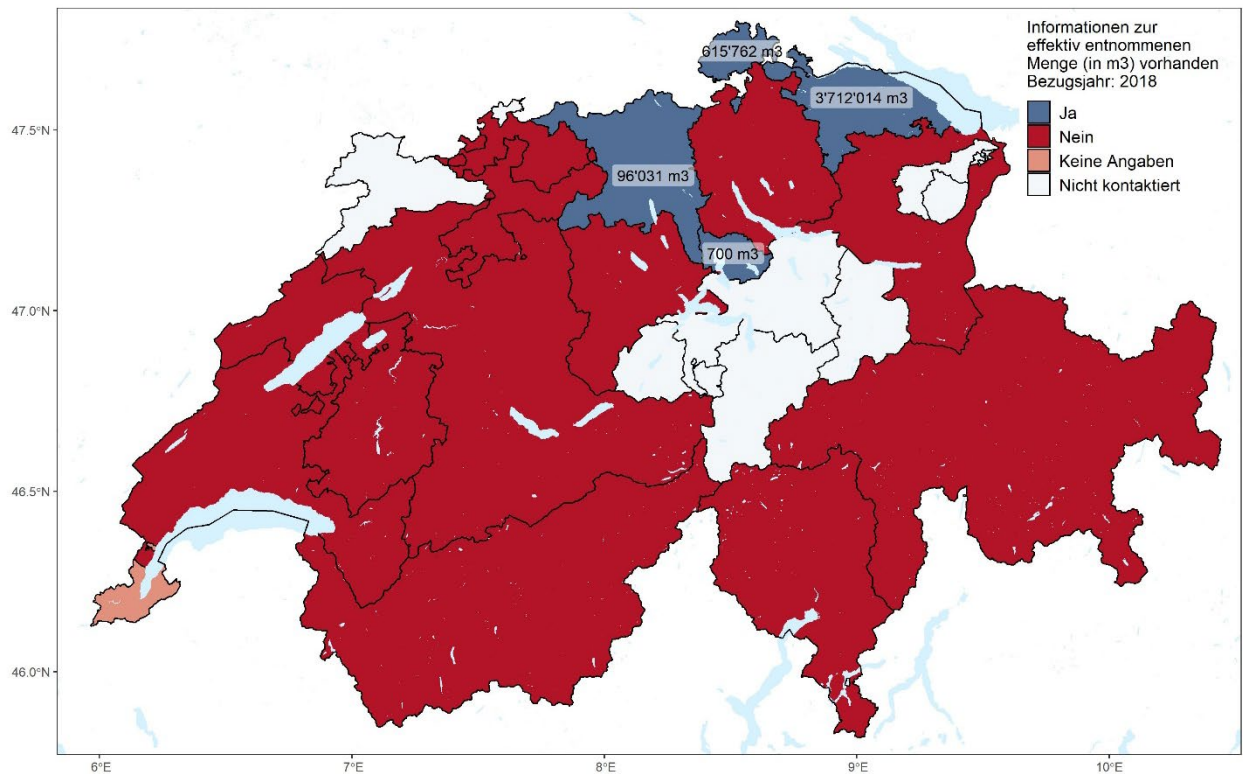 Informationen zur
effektiv entnommenen
Menge (in m3) vorhanden
Bezugsjahr: 2018
Ja
Nein
Keine Angaben
Nicht kontaktiert
615'762 m3
3'712'014 m3
96'031 m3
700 m3
47.5°N
47.0°N
46.5°N
46.0°N
6°E
7°E
8°E
9°E
10°E